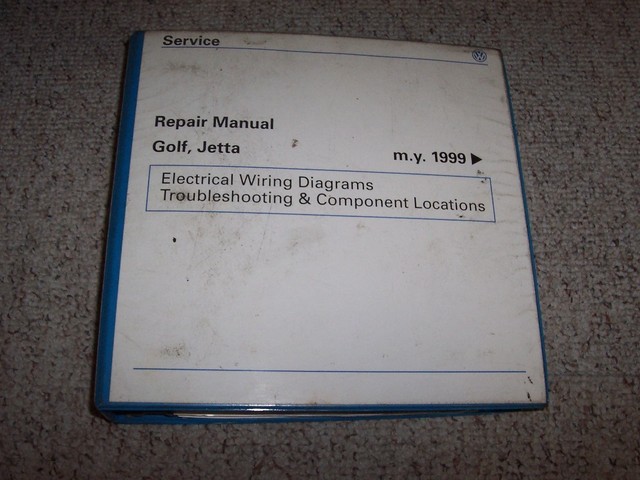 Service
Repair Manual
Golf, Jetta
m.y. 1999 ▶
Electrical Wiring Diagrams
Troubleshooting & Component Locations